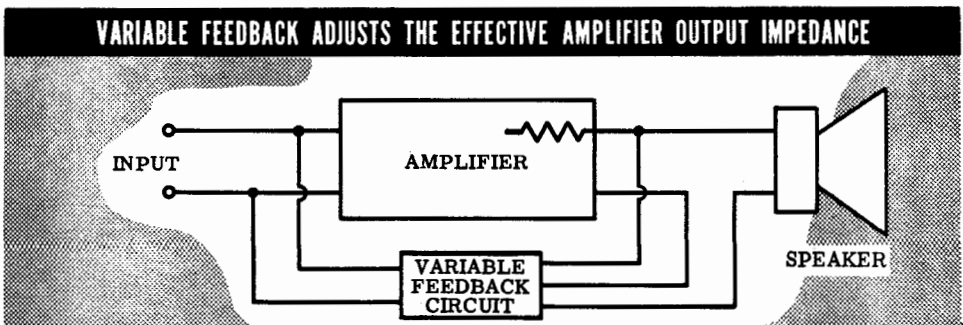 VARIABLE FEEDBACK ADJUSTS THE EFFECTIVE AMPLIFIER OUTPUT IMPEDANCE
INPUT
AMPLIFIER
SPEAKER
VARIABLE
FEEDBACK
CIRCUIT